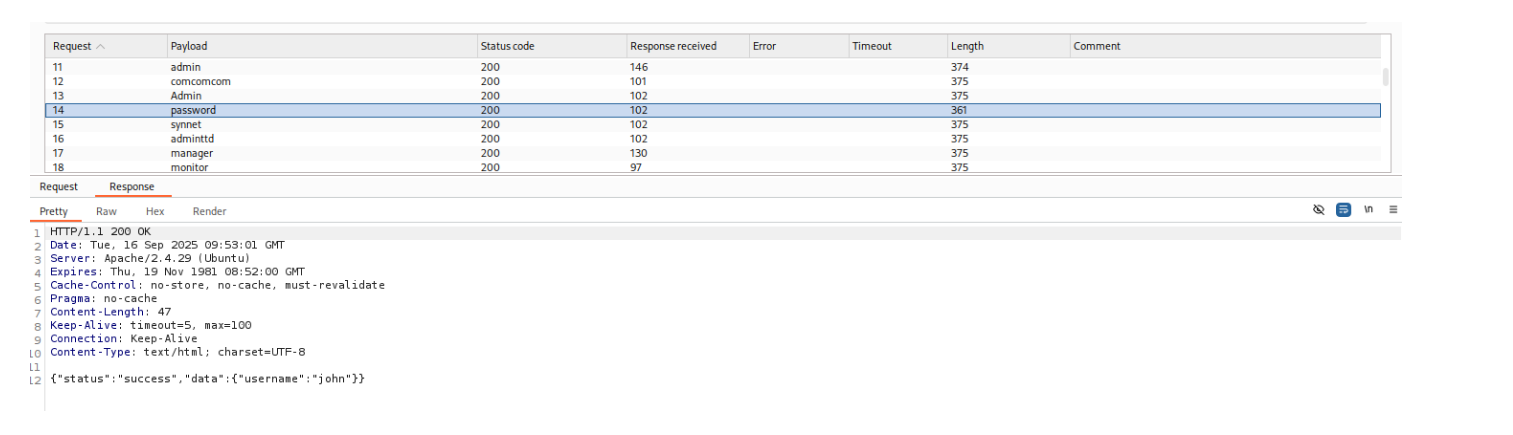 Request Payload Status code Response received Error Timeout Length Comment
11 admin 200 146 374
12 comcomcom 200 101 375
13 Admin 200 102 375
14 password 200 102 361
15 synnet 200 102 375
16 adminttd 200 102 375
17 manager 200 130 375
18 monitor 200 97 375
Request Response
Pretty Raw Hex Render \n
1 HTTP/1.1 200 OK
2 Date: Tue, 16 Sep 2025 09:53:01 GMT
3 Server: Apache/2.4.29 (Ubuntu)
4 Expires: Thu, 19 Nov 1981 08:52:00 GMT
5 Cache-Control: no-store, no-cache, must-revalidate
6 Pragma: no-cache
7 Content-Length: 47
8 Keep-Alive: timeout=5, max=100
9 Connection: Keep-Alive
10 Content-Type: text/html; charset=UTF-8
11
12 {"status":"success","data":{"username":"john"}}